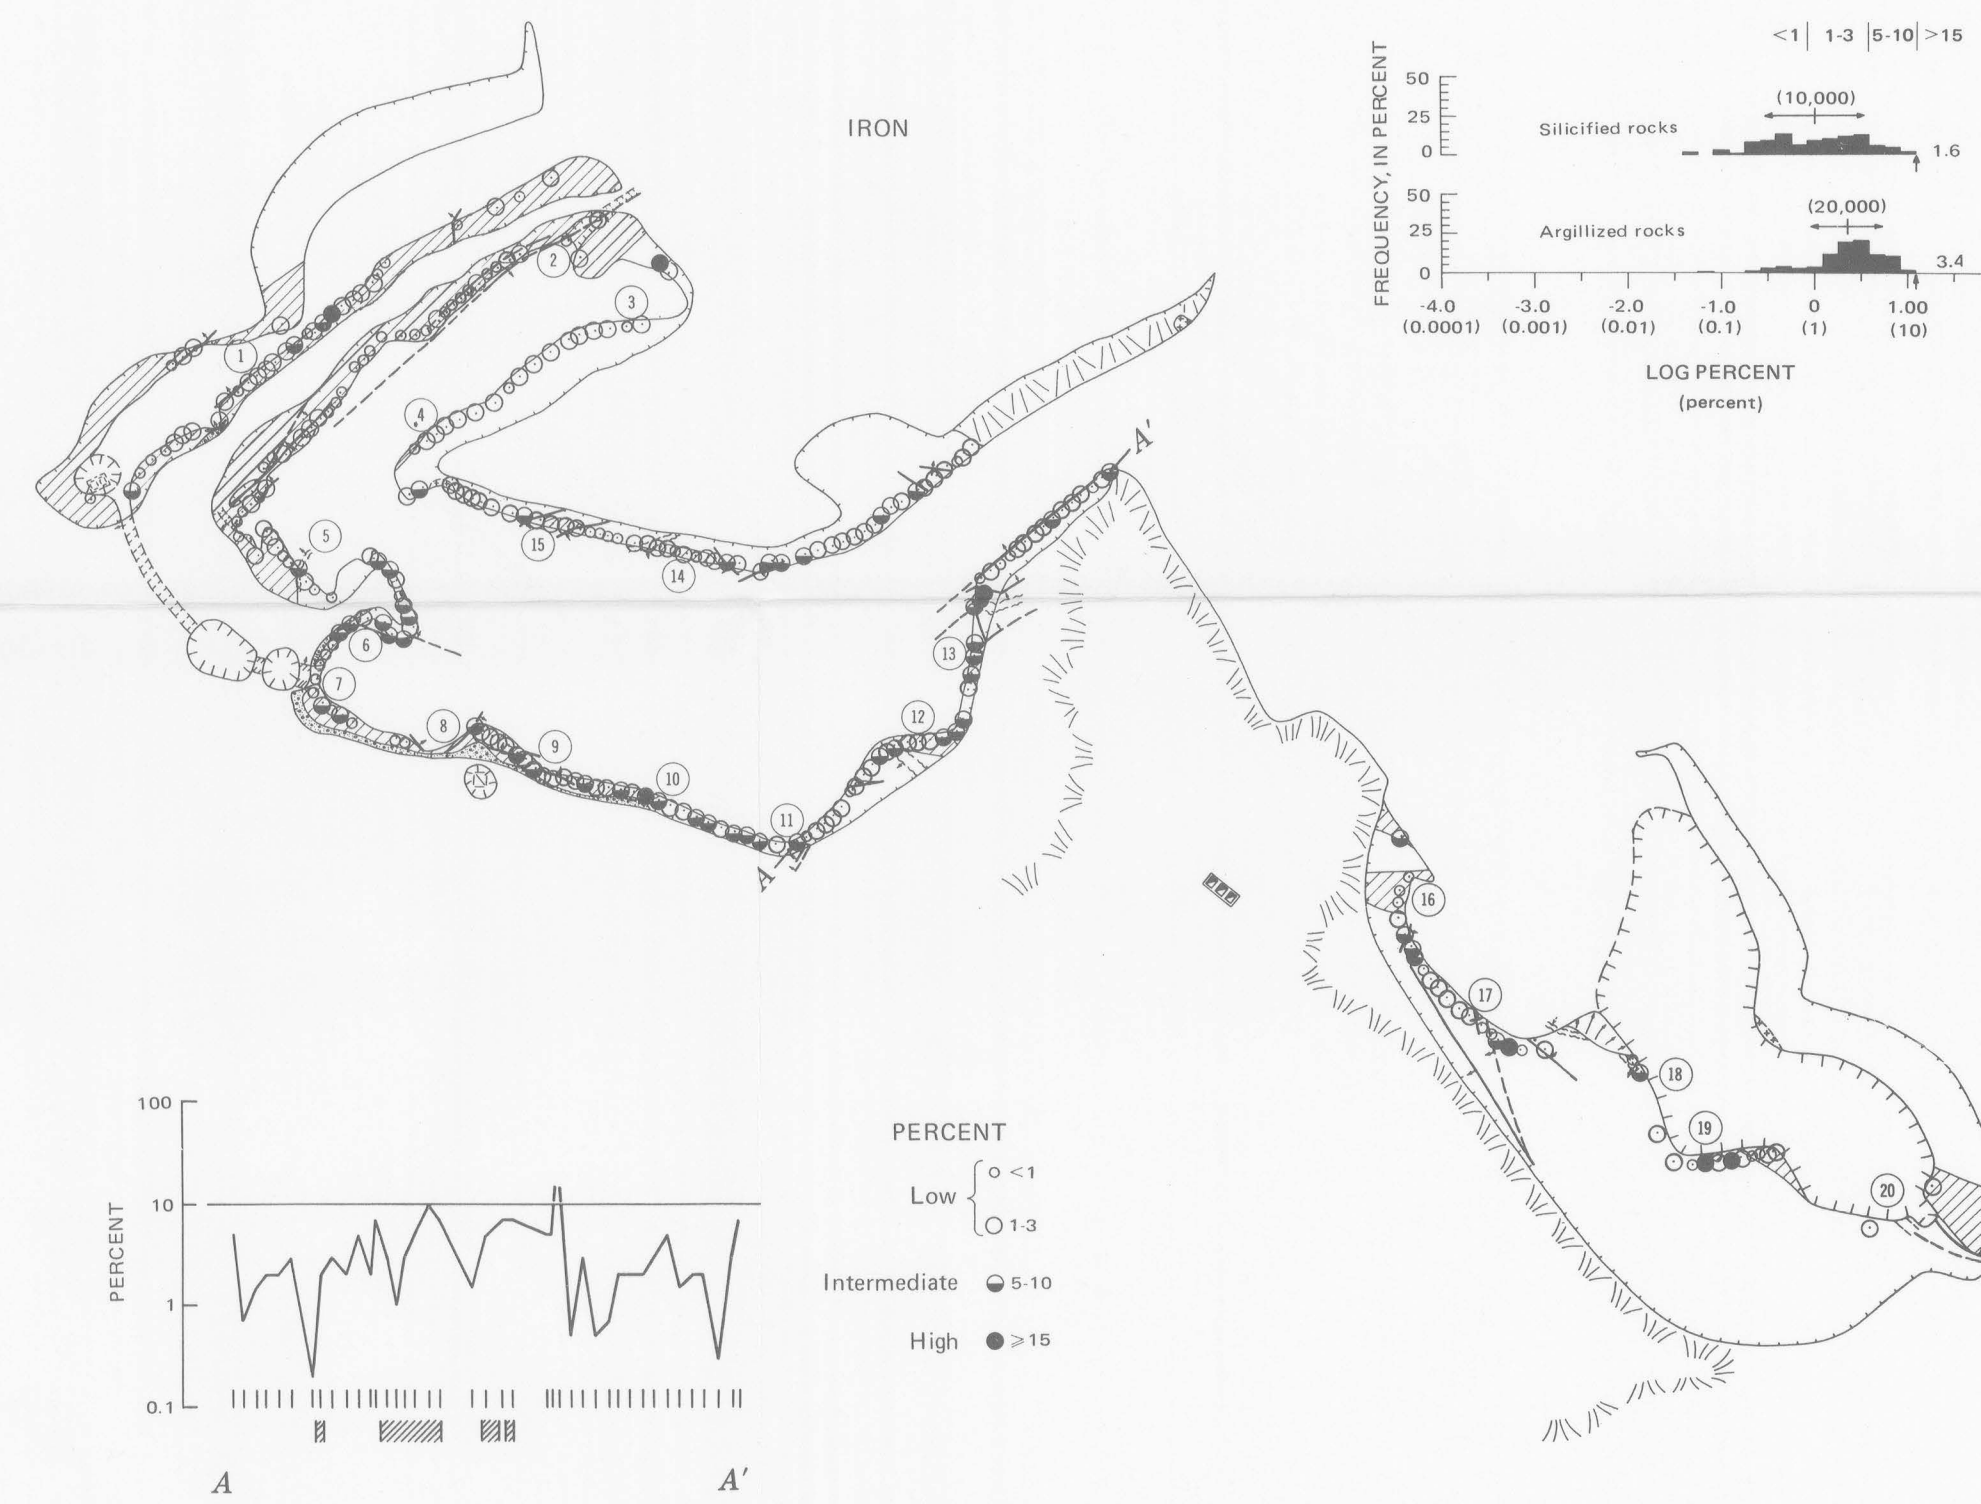 IRON
<1 1-3 5-10 >15
FREQUENCY, IN PERCENT
50
25
0
Silicified rocks
(10,000)
1.6
50
25
0
Argillized rocks
(20,000)
3.4
-4.0 -3.0 -2.0 -1.0 0 1.00
(0.0001) (0.001) (0.01) (0.1) (1) (10)
LOG PERCENT
(percent)
1
2
3
4
5
6
7
8
9
10
11
12
13
14
15
16
17
18
19
20
A
A'
PERCENT
100
10
1
0.1
A A'
PERCENT
Low
<1
1-3
Intermediate 5-10
High ≥15